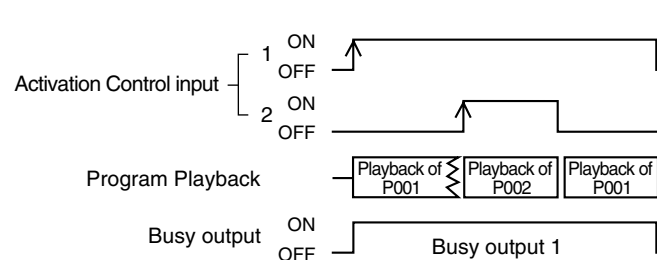 ON
1
OFF
Activation Control input
ON
2
OFF
Program Playback
Playback of P001
Playback of P002
Playback of P001
Busy output
ON
OFF
Busy output 1